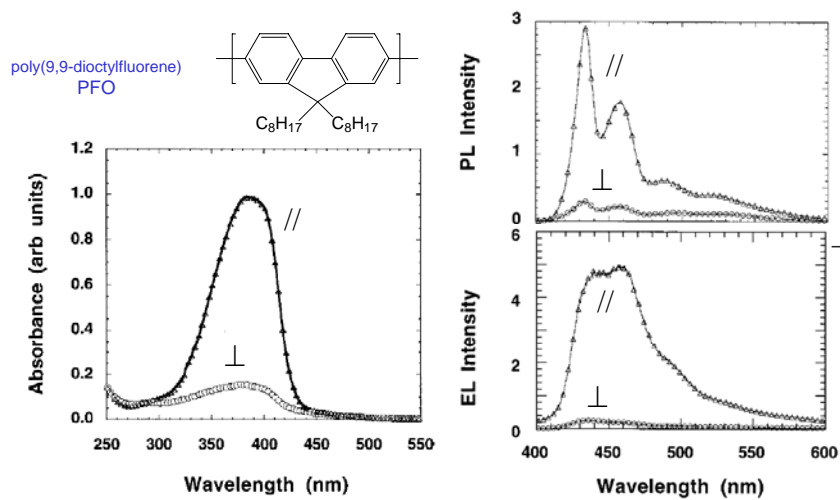 poly(9,9-dioctylfluorene)
PFO
C₈H₁₇ C₈H₁₇
Absorbance (arb units)
1.2
1.0
0.8
0.6
0.4
0.2
0.0
//
⊥
250 300 350 400 450 500 550
Wavelength (nm)
PL Intensity
3
2
1
0
//
⊥
EL Intensity
6
4
2
0
//
⊥
400 450 500 550 600
Wavelength (nm)